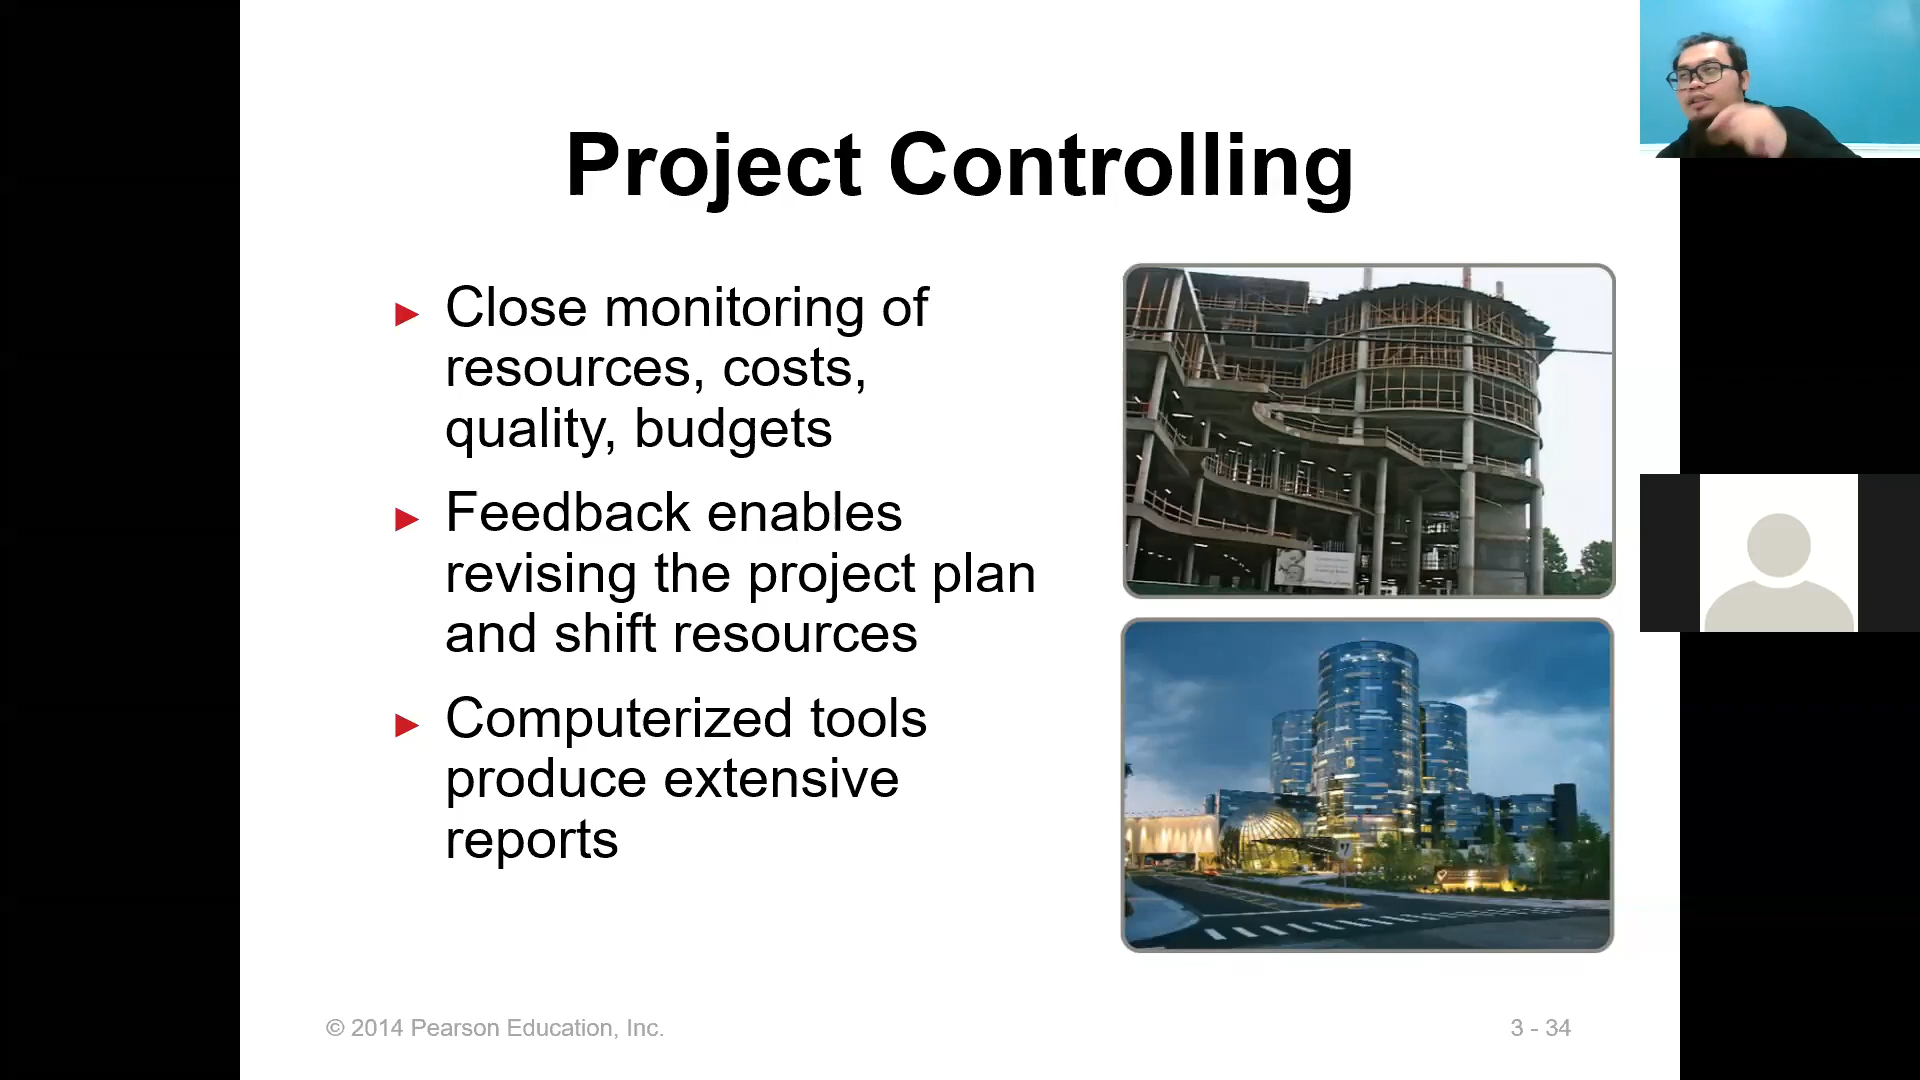 Project Controlling
► Close monitoring of
resources, costs,
quality, budgets
► Feedback enables
revising the project plan
and shift resources
► Computerized tools
produce extensive
reports
© 2014 Pearson Education, Inc.
3 - 34